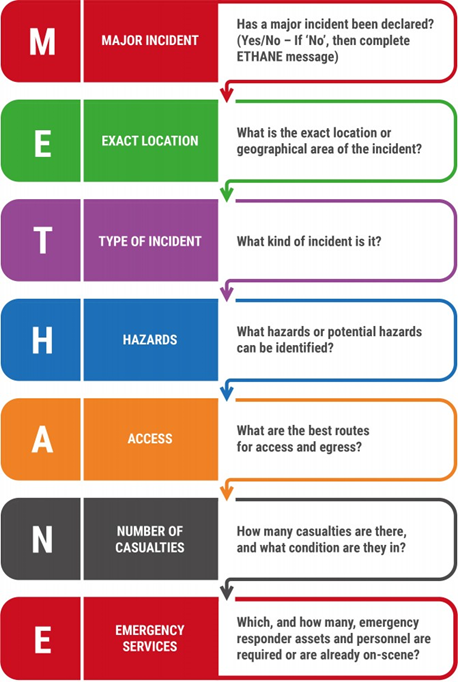 M
MAJOR INCIDENT
Has a major incident been declared?
(Yes/No – If ‘No’, then complete
ETHANE message)
E
EXACT LOCATION
What is the exact location or
geographical area of the incident?
T
TYPE OF INCIDENT
What kind of incident is it?
H
HAZARDS
What hazards or potential hazards
can be identified?
A
ACCESS
What are the best routes
for access and egress?
N
NUMBER OF
CASUALTIES
How many casualties are there,
and what condition are they in?
E
EMERGENCY
SERVICES
Which, and how many, emergency
responder assets and personnel are
required or are already on-scene?